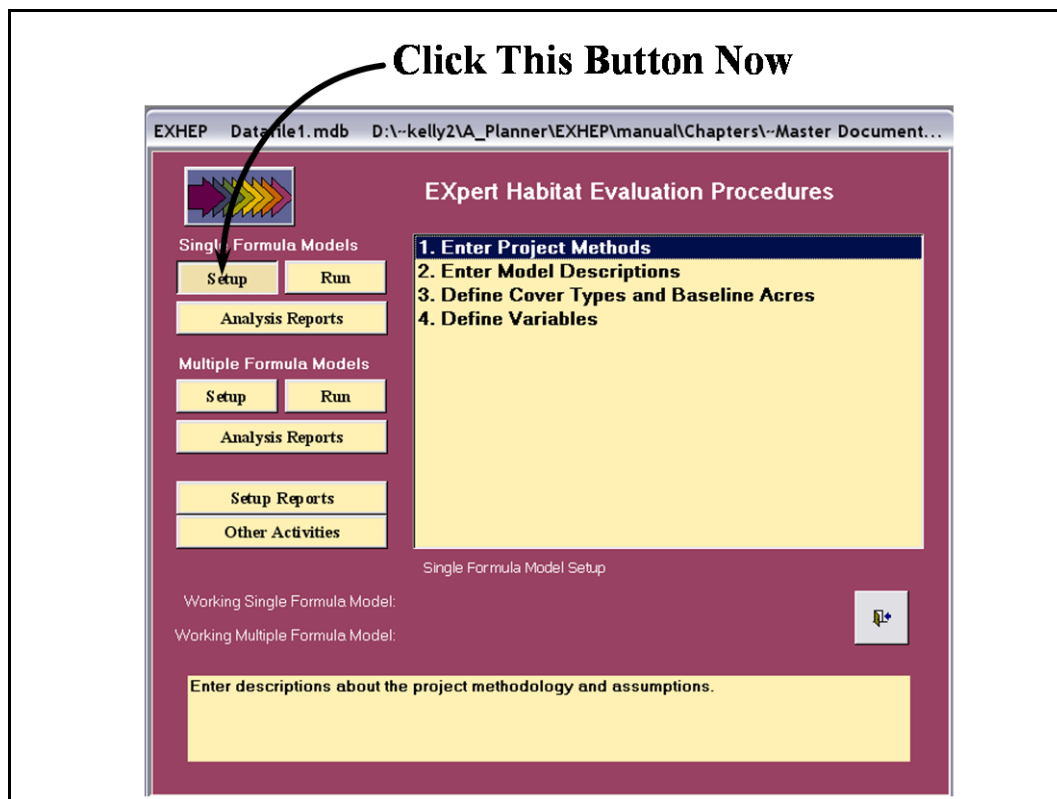 Click This Button Now
EXHEP Datafile1.mdb D:\~kelly2\A_Planner\EXHEP\manual\Chapters\~Master Document...
EXpert Habitat Evaluation Procedures
Single Formula Models
Setup Run
Analysis Reports
Multiple Formula Models
Setup Run
Analysis Reports
Setup Reports
Other Activities
1. Enter Project Methods
2. Enter Model Descriptions
3. Define Cover Types and Baseline Acres
4. Define Variables
Single Formula Model Setup
Working Single Formula Model:
Working Multiple Formula Model:
Enter descriptions about the project methodology and assumptions.